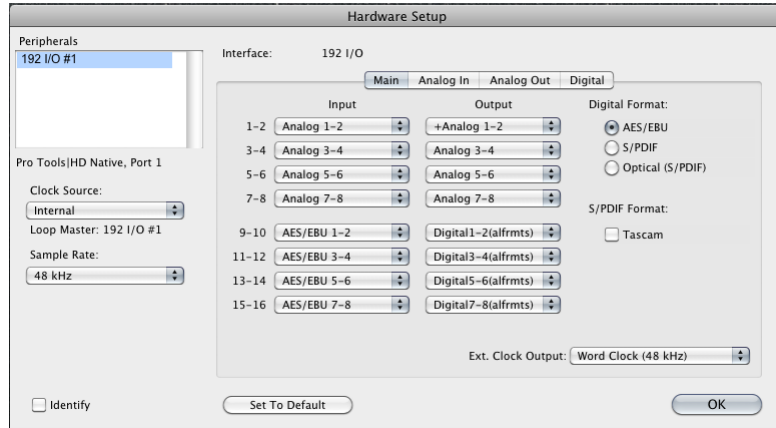 Hardware Setup
Peripherals
192 I/O #1
Interface: 192 I/O
Main Analog In Analog Out Digital
Input Output Digital Format:
1-2 Analog 1-2 +Analog 1-2 AES/EBU
3-4 Analog 3-4 Analog 3-4 S/PDIF
5-6 Analog 5-6 Analog 5-6 Optical (S/PDIF)
7-8 Analog 7-8 Analog 7-8
S/PDIF Format:
9-10 AES/EBU 1-2 Digital1-2(alfrmts) Tascam
11-12 AES/EBU 3-4 Digital3-4(alfrmts)
13-14 AES/EBU 5-6 Digital5-6(alfrmts)
15-16 AES/EBU 7-8 Digital7-8(alfrmts)
Pro Tools|HD Native, Port 1
Clock Source:
Internal
Loop Master: 192 I/O #1
Sample Rate:
48 kHz
Ext. Clock Output: Word Clock (48 kHz)
Identify
Set To Default
OK